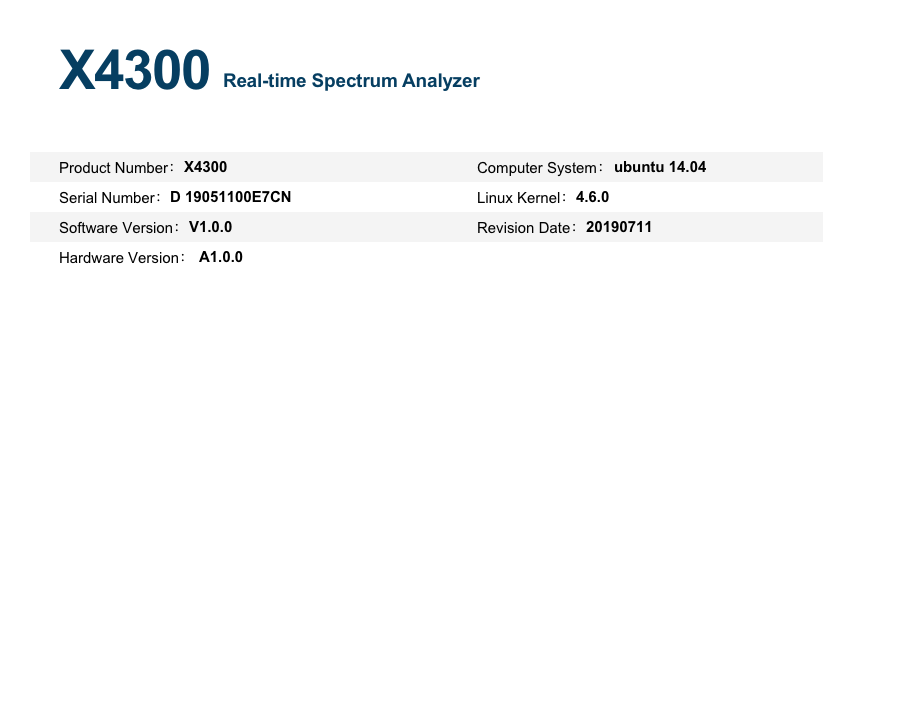 X4300 Real-time Spectrum Analyzer
Product Number： X4300
Computer System： ubuntu 14.04
Serial Number： D 19051100E7CN
Linux Kernel： 4.6.0
Software Version： V1.0.0
Revision Date： 20190711
Hardware Version： A1.0.0